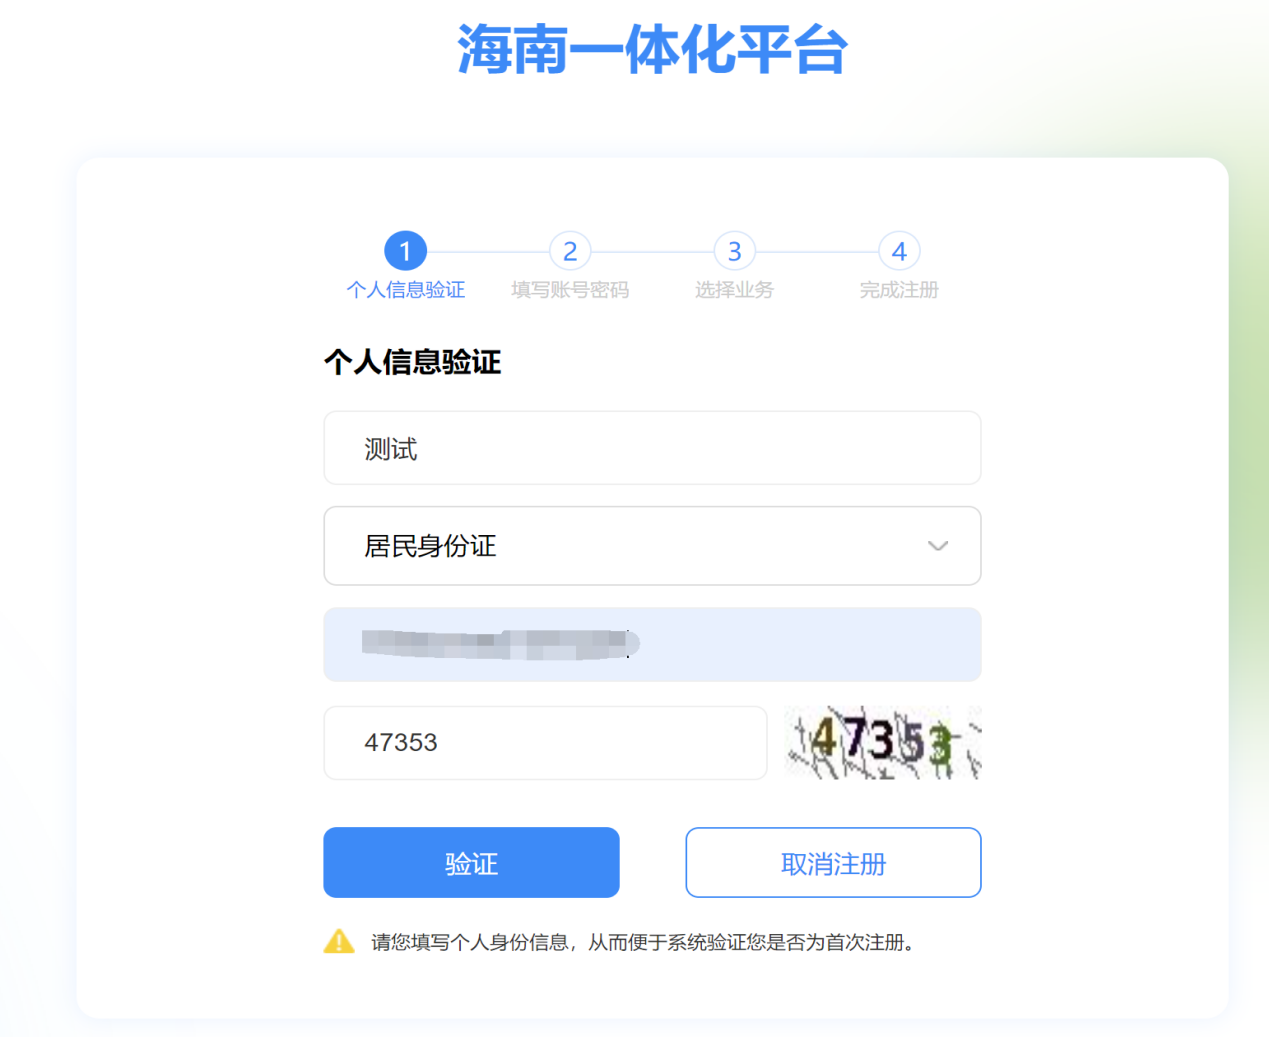 海南一体化平台
1 2 3 4
个人信息验证 填写账号密码 选择业务 完成注册
个人信息验证
测试
居民身份证
47353 47353
验证 取消注册
请您填写个人身份信息，从而便于系统验证您是否为首次注册。